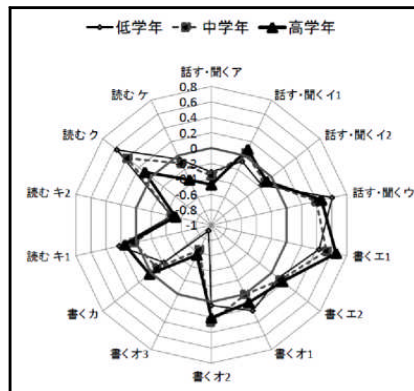 低学年 中学年 高学年
話す・聞くア
話す・聞くイ1
話す・聞くイ2
話す・聞くウ
書くエ1
書くエ2
書くオ1
書くオ2
書くオ3
書くカ
読む キ1
読む キ2
読む ク
読む ケ
0.8
0.6
0.4
0.2
0
-0.2
-0.4
-0.6
-0.8
-1